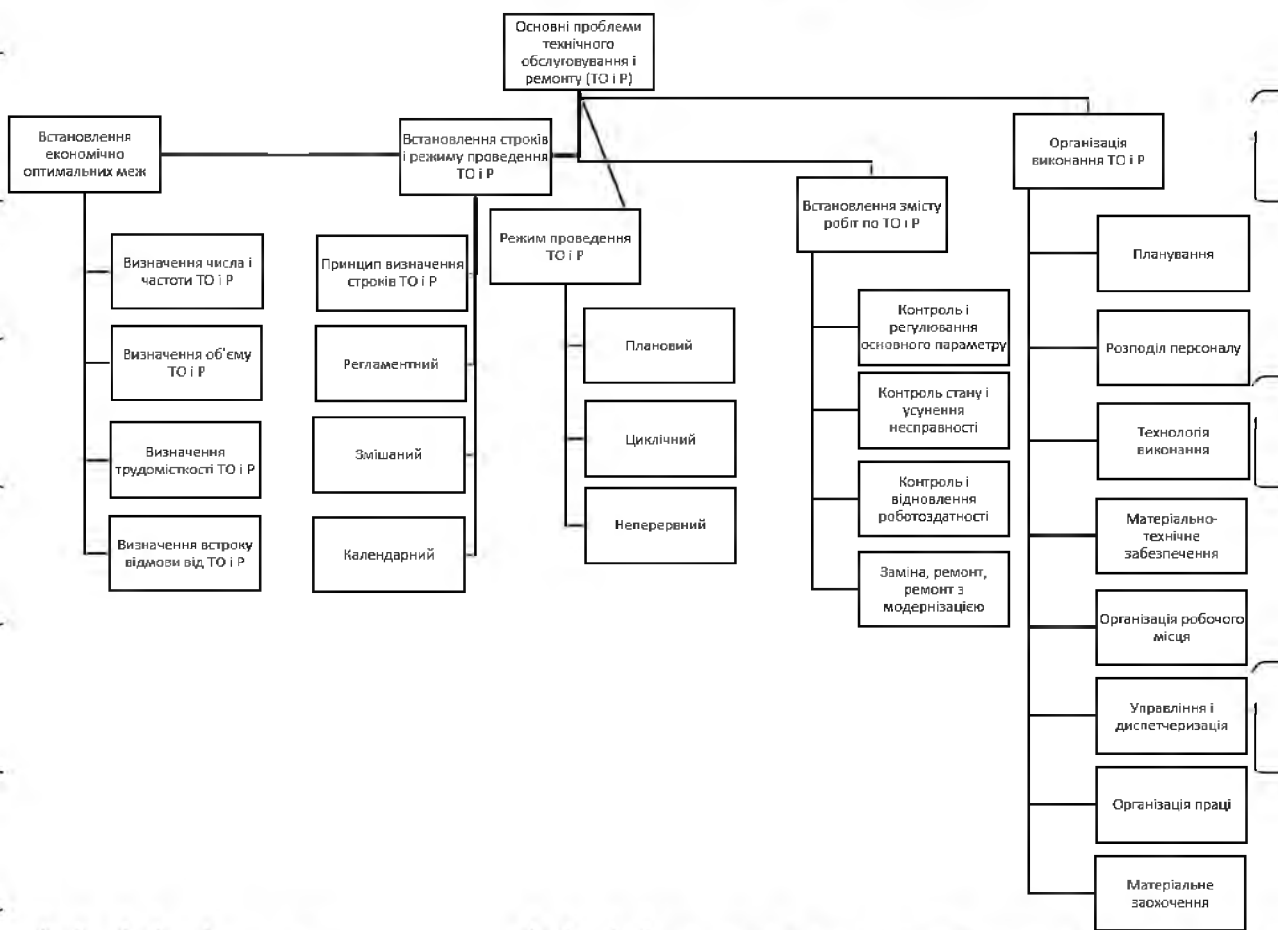 Основні проблеми
технічного
обслуговування і
ремонту (ТО і Р)
Встановлення
економічно
оптимальних меж
Визначення числа і
частоти ТО і Р
Визначення об'єму
ТО і Р
Визначення
трудомісткості ТО і Р
Визначення встроку
відмови від ТО і Р
Встановлення строків
і режиму проведення
ТО і Р
Принцип визначення
строків ТО і Р
Регламентний
Змішаний
Календарний
Режим проведення
ТО і Р
Плановий
Циклічний
Неперервний
Встановлення змісту
робіт по ТО і Р
Контроль і
регулювання
основного параметру
Контроль стану і
усунення
несправності
Контроль і
відновлення
роботоздатності
Заміна, ремонт,
ремонт з
модернізацією
Організація
виконання ТО і Р
Планування
Розподіл персоналу
Технологія
виконання
Матеріально-
технічне
забезпечення
Організація робочого
місця
Управління і
диспетчеризація
Організація праці
Матеріальне
заохочення